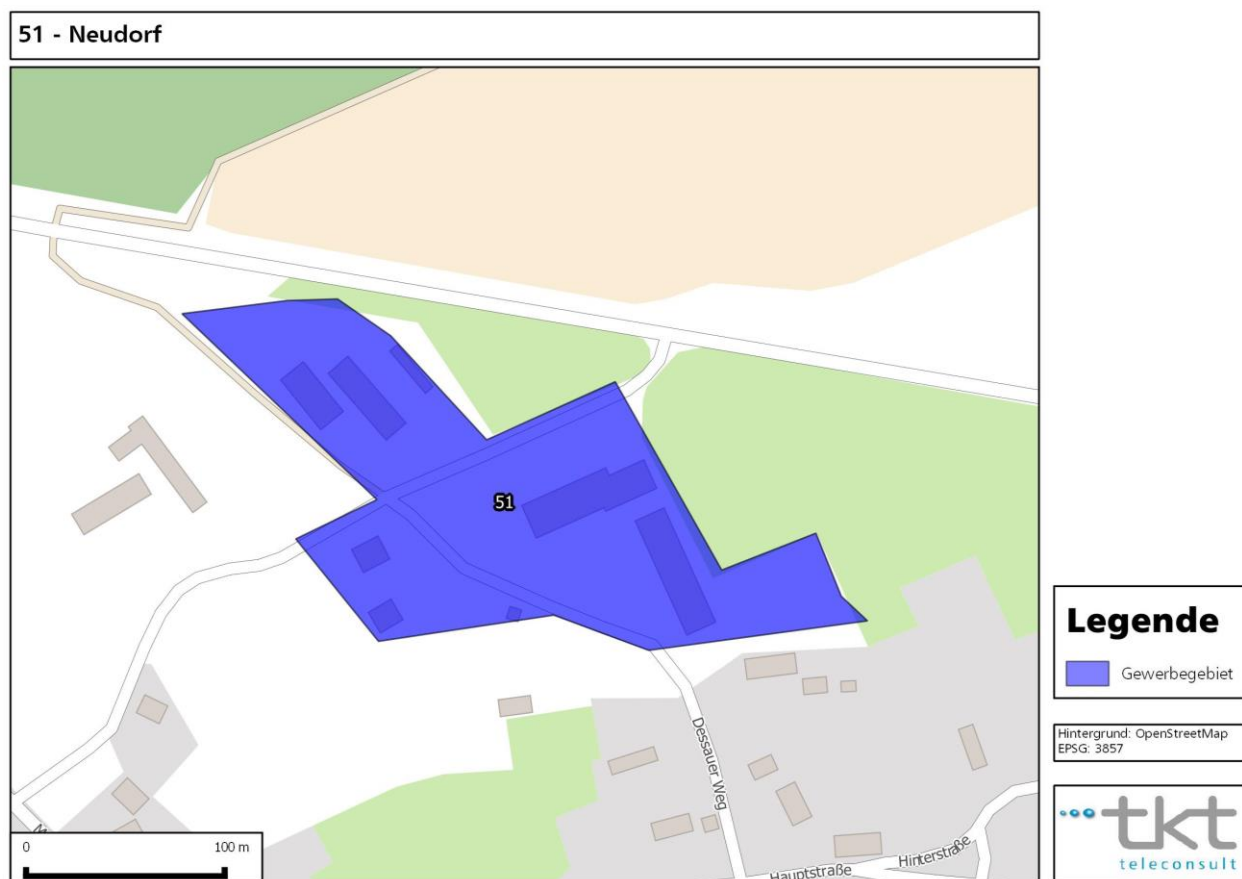 51 - Neudorf
51
Dessauer Weg
Hinterstraße
Hauptstraße
0 100 m
Legende
Gewerbegebiet
Hintergrund: OpenStreetMap
EPSG: 3857
tkt
teleconsult